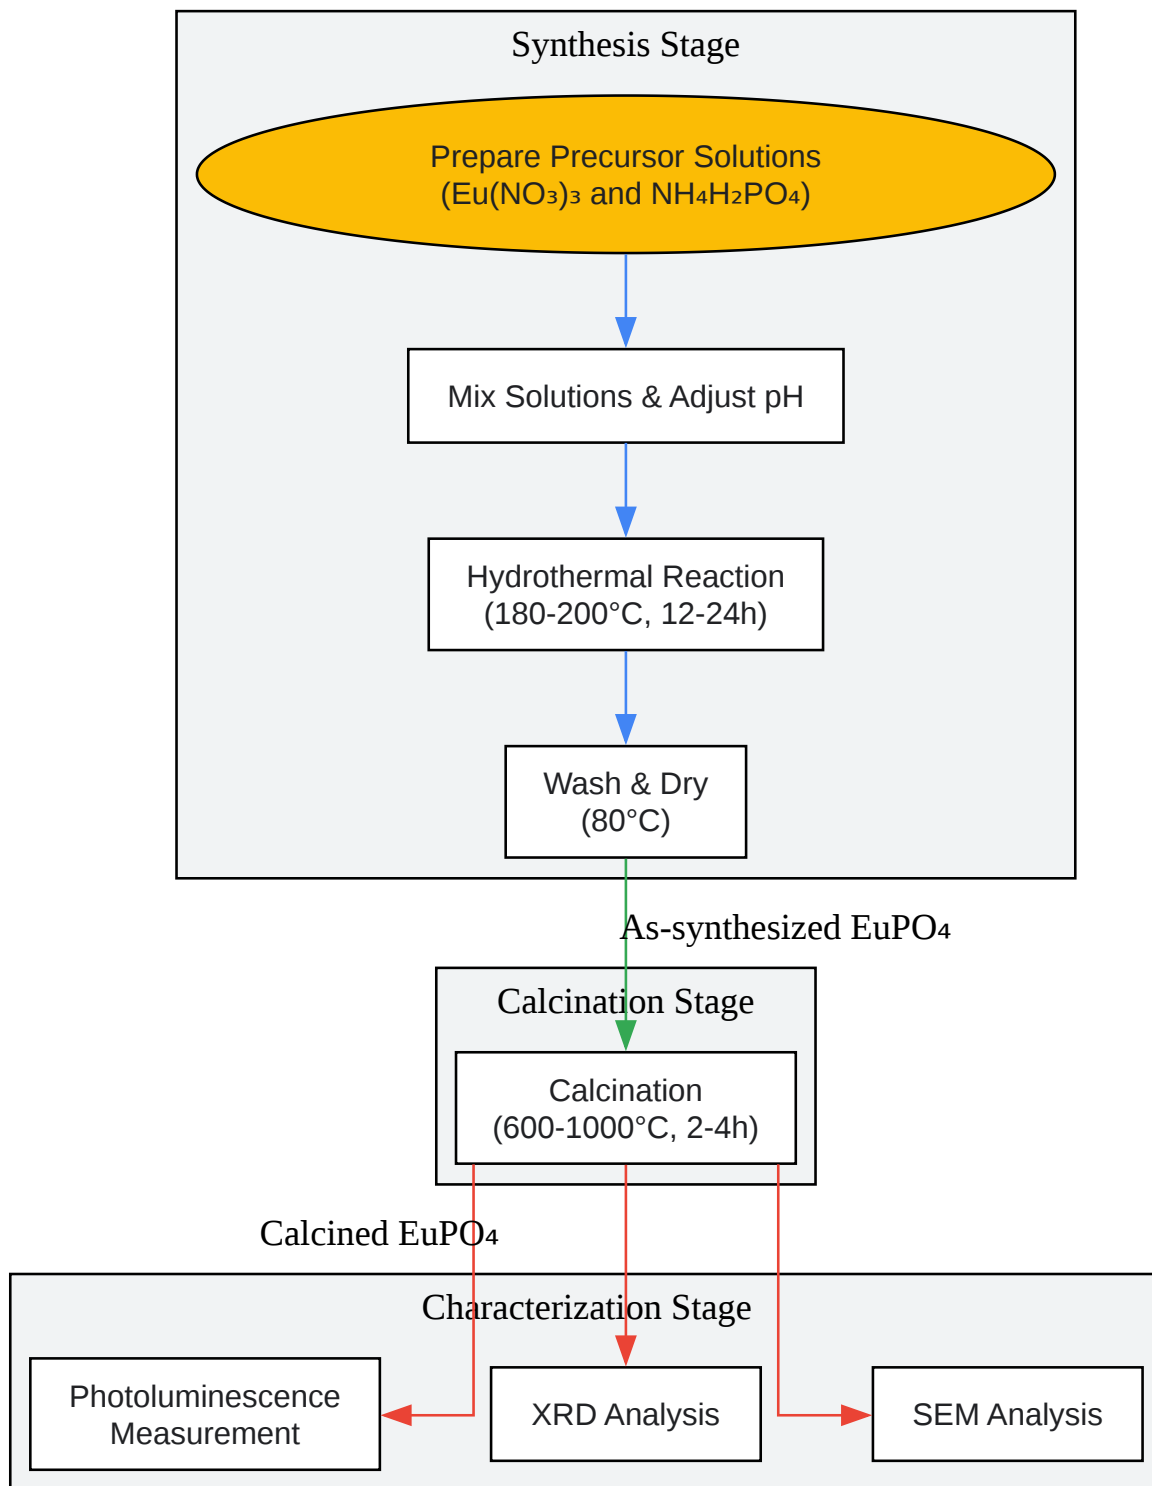 Synthesis Stage
Prepare Precursor Solutions
(Eu(NO₃)₃ and NH₄H₂PO₄)
Mix Solutions & Adjust pH
Hydrothermal Reaction
(180-200°C, 12-24h)
Wash & Dry
(80°C)
As-synthesized EuPO₄
Calcination Stage
Calcination
(600-1000°C, 2-4h)
Calcined EuPO₄
Characterization Stage
Photoluminescence
Measurement
XRD Analysis
SEM Analysis